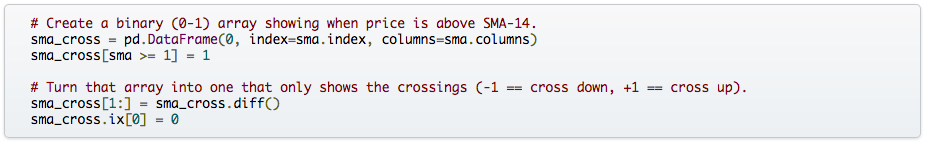 # Create a binary (0-1) array showing when price is above SMA-14.
sma_cross = pd.DataFrame(0, index=sma.index, columns=sma.columns)
sma_cross[sma >= 1] = 1
# Turn that array into one that only shows the crossings (-1 == cross down, +1 == cross up).
sma_cross[1:] = sma_cross.diff()
sma_cross.ix[0] = 0